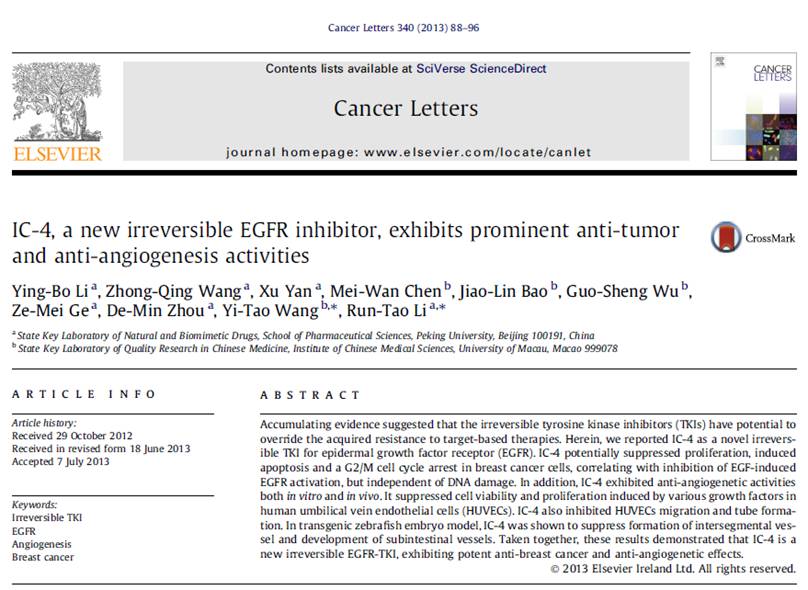 Cancer Letters 340 (2013) 88–96
Contents lists available at SciVerse ScienceDirect
Cancer Letters
journal homepage: www.elsevier.com/locate/canlet
ELSEVIER
CANCER
LETTERS
IC-4, a new irreversible EGFR inhibitor, exhibits prominent anti-tumor
and anti-angiogenesis activities
CrossMark
Ying-Bo Li a, Zhong-Qing Wang a, Xu Yan a, Mei-Wan Chen b, Jiao-Lin Bao b, Guo-Sheng Wu b,
Ze-Mei Ge a, De-Min Zhou a, Yi-Tao Wang b,*, Run-Tao Li a,*
a State Key Laboratory of Natural and Biomimetic Drugs, School of Pharmaceutical Sciences, Peking University, Beijing 100191, China
b State Key Laboratory of Quality Research in Chinese Medicine, Institute of Chinese Medical Sciences, University of Macau, Macao 999078
ARTICLE INFO
Article history:
Received 29 October 2012
Received in revised form 18 June 2013
Accepted 7 July 2013
Keywords:
Irreversible TKI
EGFR
Angiogenesis
Breast cancer
ABSTRACT
Accumulating evidence suggested that the irreversible tyrosine kinase inhibitors (TKIs) have potential to
override the acquired resistance to target-based therapies. Herein, we reported IC-4 as a novel irrevers-
ible TKI for epidermal growth factor receptor (EGFR). IC-4 potentially suppressed proliferation, induced
apoptosis and a G2/M cell cycle arrest in breast cancer cells, correlating with inhibition of EGF-induced
EGFR activation, but independent of DNA damage. In addition, IC-4 exhibited anti-angiogenetic activities
both in vitro and in vivo. It suppressed cell viability and proliferation induced by various growth factors in
human umbilical vein endothelial cells (HUVECs). IC-4 also inhibited HUVECs migration and tube forma-
tion. In transgenic zebrafish embryo model, IC-4 was shown to suppress formation of intersegmental ves-
sel and development of subintestinal vessels. Taken together, these results demonstrated that IC-4 is a
new irreversible EGFR-TKI, exhibiting potent anti-breast cancer and anti-angiogenetic effects.
© 2013 Elsevier Ireland Ltd. All rights reserved.